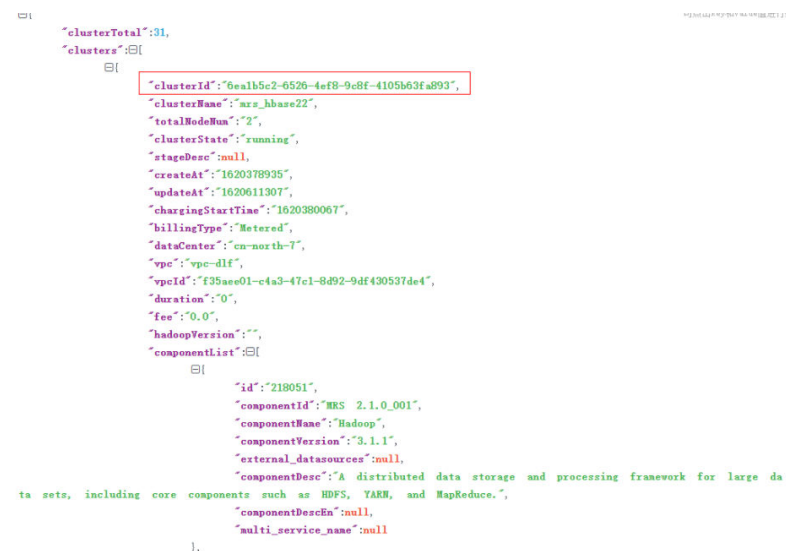 {
"clusterTotal":31,
"clusters":[
{
"clusterId":"6ea1b5c2-6526-4ef8-9c8f-4105b63fa893",
"clusterName":"mrs_hbase22",
"totalNodeNum":"2",
"clusterState":"running",
"stageDesc":null,
"createAt":"1620378935",
"updateAt":"1620611307",
"chargingStartTime":"1620380067",
"billingType":"Metered",
"dataCenter":"cn-north-7",
"vpc":"vpc-dlf",
"vpcId":"f35aee01-c4a3-47c1-8d92-9df430537de4",
"duration":"0",
"fee":"0.0",
"hadoopVersion":"",
"componentList":[
{
"id":"218051",
"componentId":"MRS 2.1.0_001",
"componentName":"Hadoop",
"componentVersion":"3.1.1",
"external_datasources":null,
"componentDesc":"A distributed data storage and processing framework for large da
ta sets, including core components such as HDFS, YARN, and MapReduce.",
"componentDescEn":null,
"multi_service_name":null
},